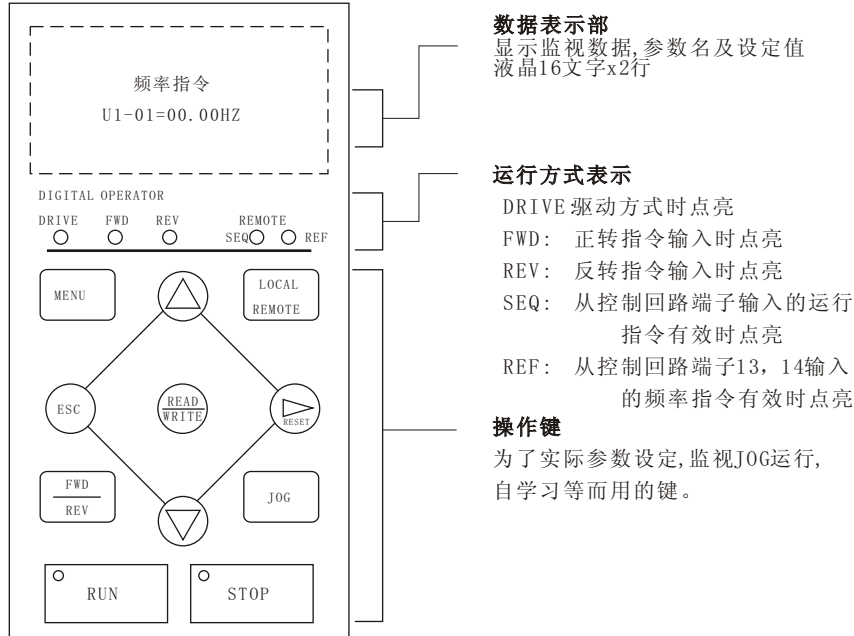 频率指令
U1-01=00.00HZ
DIGITAL OPERATOR
DRIVE FWD REV REMOTE
SEQ REF
MENU
LOCAL
REMOTE
ESC
READ
WRITE
RESET
FWD
REV
JOG
RUN
STOP
数据表示部
显示监视数据,参数名及设定值
液晶16文字x2行
运行方式表示
DRIVE:驱动方式时点亮
FWD: 正转指令输入时点亮
REV: 反转指令输入时点亮
SEQ: 从控制回路端子输入的运行
指令有效时点亮
REF: 从控制回路端子13，14输入
的频率指令有效时点亮
操作键
为了实际参数设定,监视JOG运行,
自学习等而用的键。